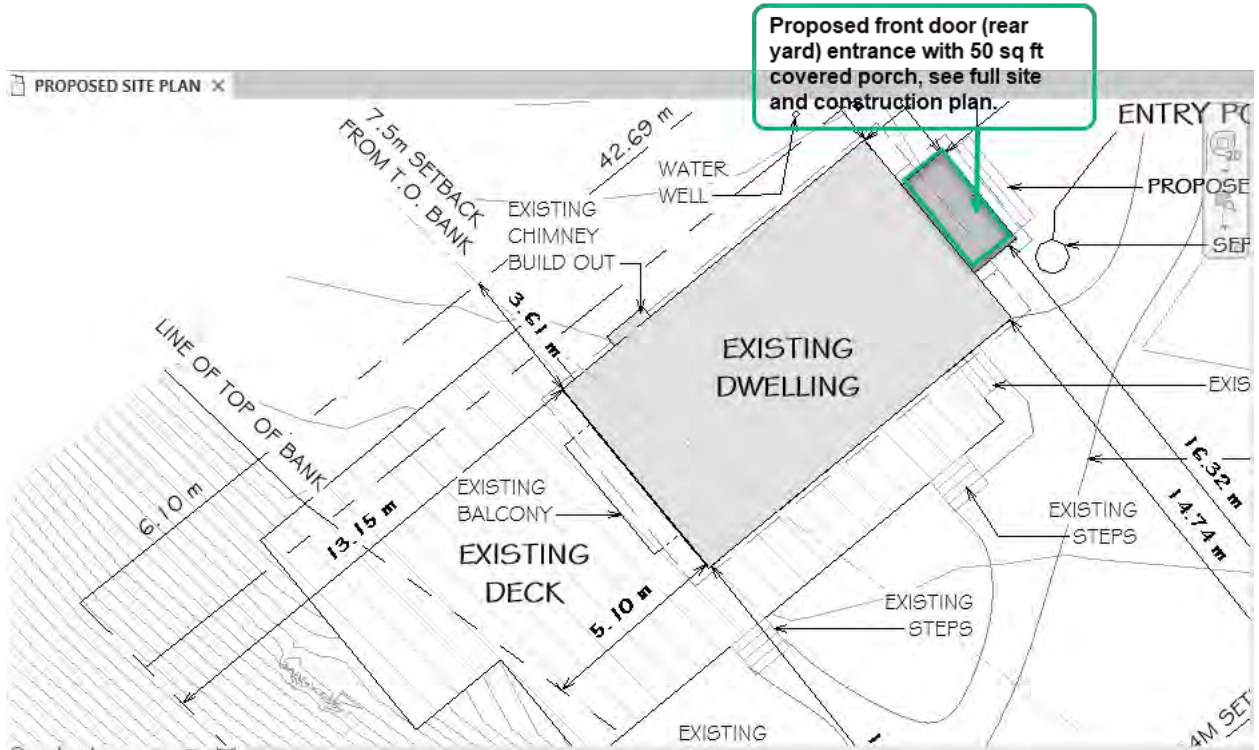 Proposed front door (rear
yard) entrance with 50 sq ft
covered porch, see full site
and construction plan.
PROPOSED SITE PLAN
7.5m SETBACK
FROM T.O. BANK
42.69 m
WATER
WELL
ENTRY PO
2D
PROPOSE
SEP
EXISTING
CHIMNEY
BUILD OUT
3.61 m
LINE OF TOP OF BANK
EXISTING
DWELLING
EXIS
6.10 m
13.15 m
EXISTING
BALCONY
EXISTING
DECK
5.10 m
16.32 m
14.74 m
EXISTING
STEPS
EXISTING
STEPS
EXISTING
4M SET